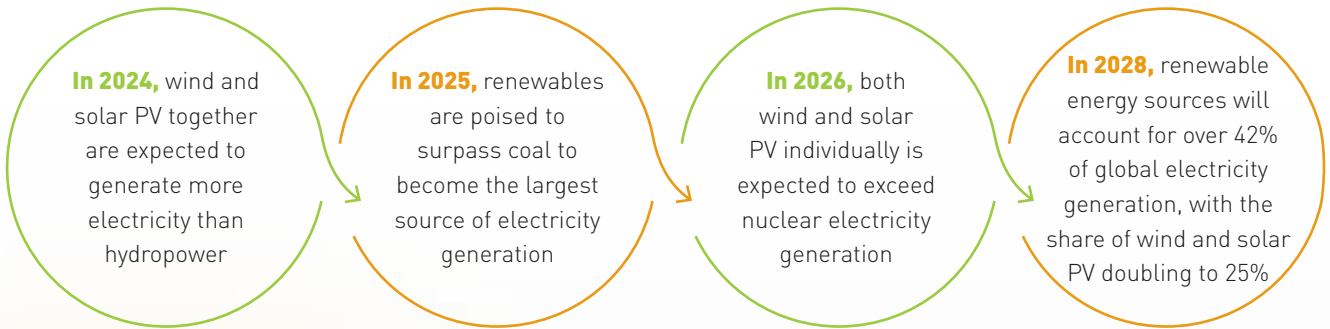 In 2024, wind and
solar PV together
are expected to
generate more
electricity than
hydropower
In 2025, renewables
are poised to
surpass coal to
become the largest
source of electricity
generation
In 2026, both
wind and solar
PV individually is
expected to exceed
nuclear electricity
generation
In 2028, renewable
energy sources will
account for over 42%
of global electricity
generation, with the
share of wind and solar
PV doubling to 25%